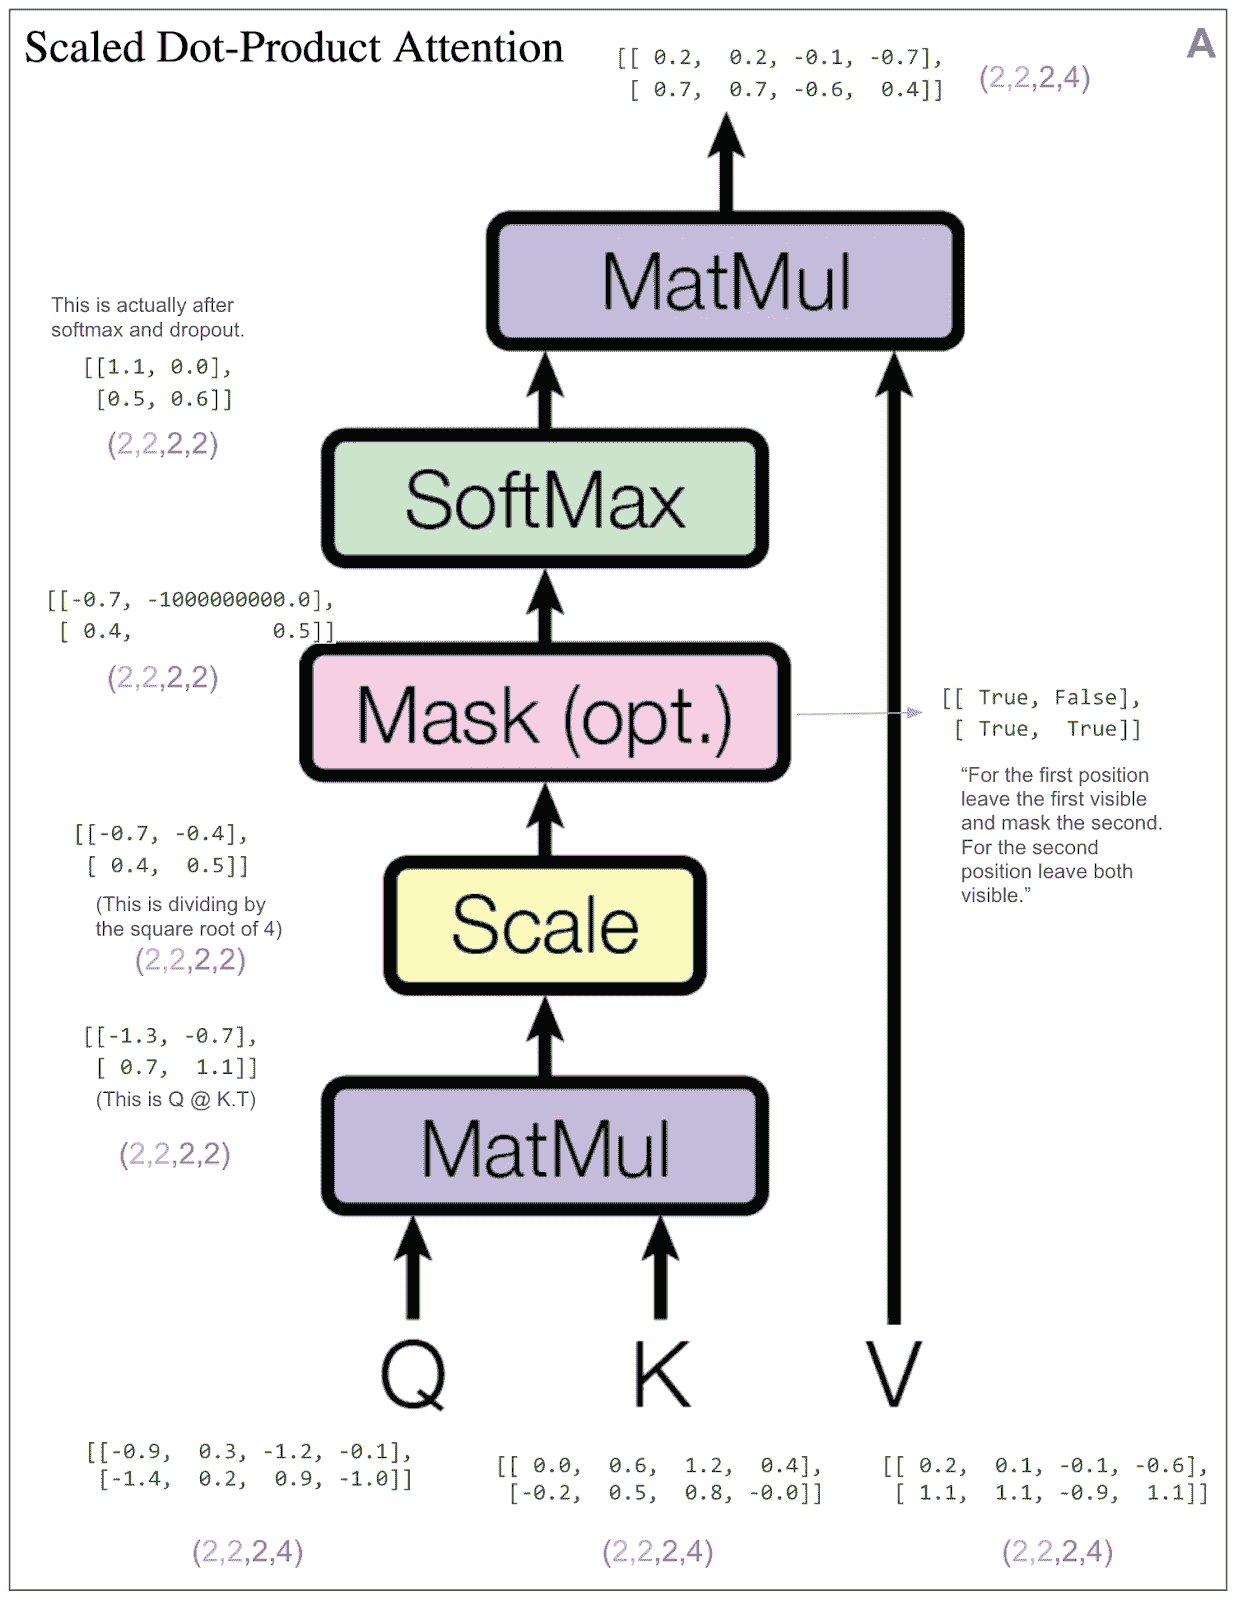 Scaled Dot-Product Attention
A
[[ 0.2,  0.2, -0.1, -0.7],
[ 0.7,  0.7, -0.6,  0.4]]
(2,2,2,4)
MatMul
This is actually after
softmax and dropout.
[[1.1, 0.0],
[0.5, 0.6]]
(2,2,2,2)
SoftMax
[[-0.7, -1000000000.0],
[ 0.4,           0.5]]
(2,2,2,2)
Mask (opt.)
[[ True, False],
[ True,  True]]
“For the first position
leave the first visible
and mask the second.
For the second
position leave both
visible.”
[[-0.7, -0.4],
[ 0.4,  0.5]]
(This is dividing by
the square root of 4)
(2,2,2,2)
Scale
[[-1.3, -0.7],
[ 0.7,  1.1]]
(This is Q @ K.T)
(2,2,2,2)
MatMul
Q
K
V
[[-0.9,  0.3, -1.2, -0.1],
[-1.4,  0.2,  0.9, -1.0]]
(2,2,2,4)
[[ 0.0,  0.6,  1.2,  0.4],
[-0.2,  0.5,  0.8, -0.0]]
(2,2,2,4)
[[ 0.2,  0.1, -0.1, -0.6],
[ 1.1,  1.1, -0.9,  1.1]]
(2,2,2,4)